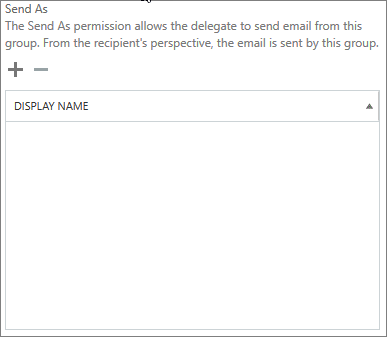 Send As
The Send As permission allows the delegate to send email from this
group. From the recipient's perspective, the email is sent by this group.
DISPLAY NAME